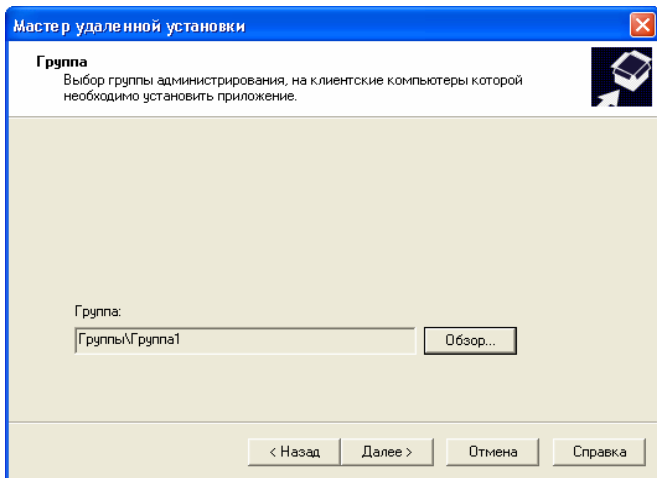 Мастер удаленной установки
Группа
Выбор группы администрирования, на клиентские компьютеры которой
необходимо установить приложение.
Группа:
Группы\Группа1
Обзор...
< Назад
Далее >
Отмена
Справка